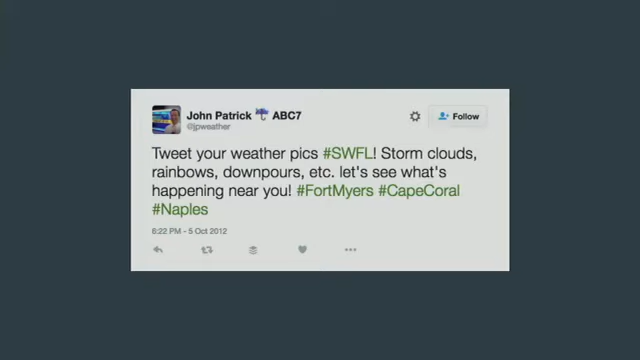 John Patrick ☔ ABC7
@jpweather
Follow
Tweet your weather pics #SWFL! Storm clouds,
rainbows, downpours, etc. let's see what's
happening near you! #FortMyers #CapeCoral
#Naples
8:22 PM - 5 Oct 2012